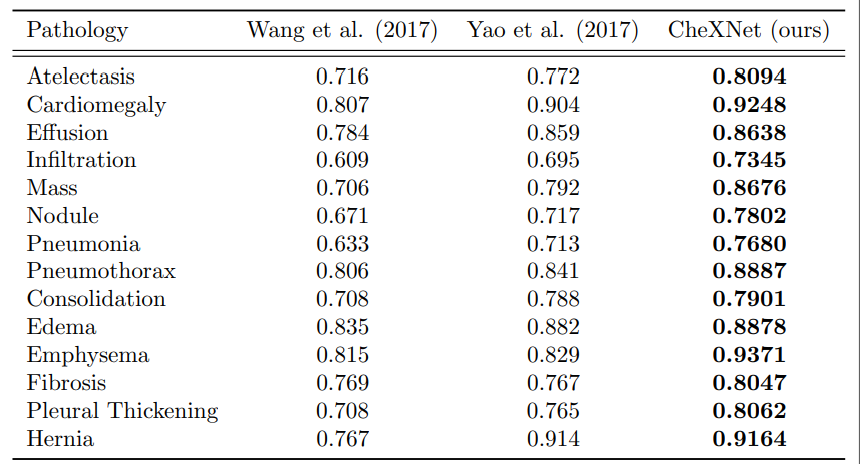 Pathology Wang et al. (2017) Yao et al. (2017) CheXNet (ours)
Atelectasis 0.716 0.772 0.8094
Cardiomegaly 0.807 0.904 0.9248
Effusion 0.784 0.859 0.8638
Infiltration 0.609 0.695 0.7345
Mass 0.706 0.792 0.8676
Nodule 0.671 0.717 0.7802
Pneumonia 0.633 0.713 0.7680
Pneumothorax 0.806 0.841 0.8887
Consolidation 0.708 0.788 0.7901
Edema 0.835 0.882 0.8878
Emphysema 0.815 0.829 0.9371
Fibrosis 0.769 0.767 0.8047
Pleural Thickening 0.708 0.765 0.8062
Hernia 0.767 0.914 0.9164